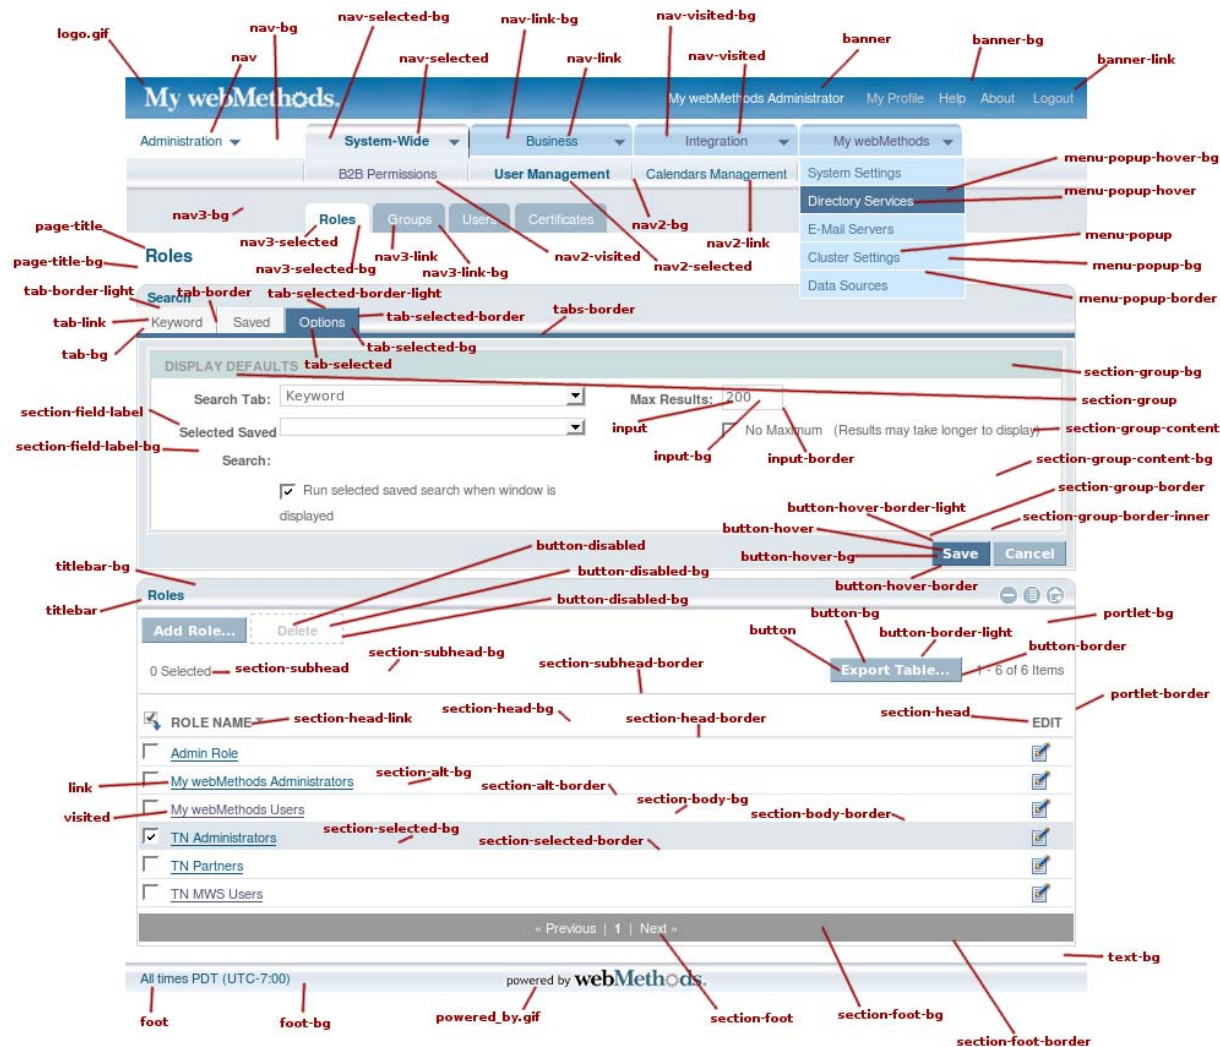 nav-selected-bg
nav-visited-bg
nav-bg
nav-link-bg
logo.gif
banner
banner-bg
nav
nav-selected
nav-link
nav-visited
banner-link
My webMethods.
My webMethods Administrator My Profile Help About Logout
Administration System-Wide Business Integration My webMethods
menu-popup-hover-bg
B2B Permissions User Management Calendars Management System Settings
menu-popup-hover
Directory Services
nav3-bg
Roles Groups Users Certificates
nav2-bg
E-Mail Servers
page-title
menu-popup
nav3-selected
nav2-link
Roles
nav3-link
nav2-visited
Cluster Settings
page-title-bg
nav3-selected-bg
nav3-link-bg
nav2-selected
menu-popup-bg
Data Sources
tab-border-light
Search
tab-border
tab-selected-border-light
menu-popup-border
tabs-border
tab-link
Keyword Saved Options
tab-selected-border
tab-bg
tab-selected-bg
DISPLAY DEFAULTS
tab-selected
section-group-bg
Search Tab: Keyword
Max Results: 200
section-group
section-field-label
Selected Saved
Search:
input
No Maximum (Results may take longer to display)
section-group-content
section-field-label-bg
input-bg
input-border
section-group-content-bg
Run selected saved search when window is
displayed
section-group-border
button-hover-border-light
section-group-border-inner
button-hover
button-disabled
button-hover-bg
Save Cancel
titlebar-bg
button-disabled-bg
button-hover-border
Roles
button-disabled-bg
titlebar
button-bg
portlet-bg
Add Role... Delete
button
button-border-light
button-border
section-subhead-bg
0 Selected
section-subhead
section-subhead-border
Export Table...
1 - 6 of 6 Items
portlet-border
section-head-bg
section-head
ROLE NAME
section-head-link
section-head-border
EDIT
Admin Role
section-alt-bg
link
My webMethods Administrators
section-alt-border
section-body-bg
visited
My webMethods Users
section-body-border
section-selected-bg
TN Administrators
section-selected-border
TN Partners
TN MWS Users
« Previous | 1 | Next »
text-bg
All times PDT (UTC-7:00)
powered by webMethods.
foot
foot-bg
powered_by.gif
section-foot
section-foot-bg
section-foot-border